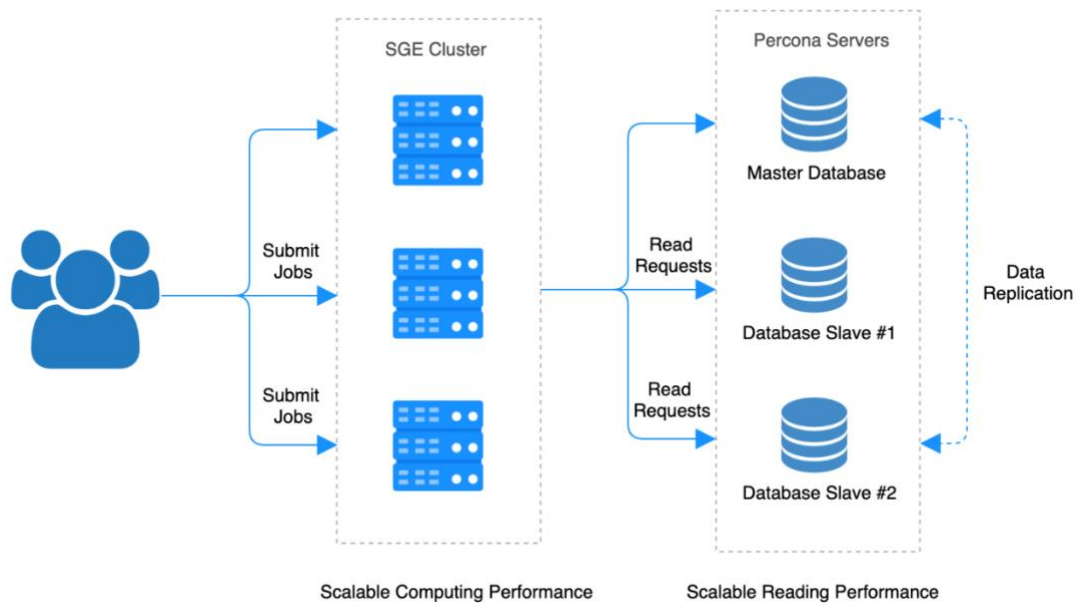 SGE Cluster
Percona Servers
Master Database
Submit
Jobs
Read
Requests
Database Slave #1
Data
Replication
Submit
Jobs
Read
Requests
Database Slave #2
Scalable Computing Performance
Scalable Reading Performance